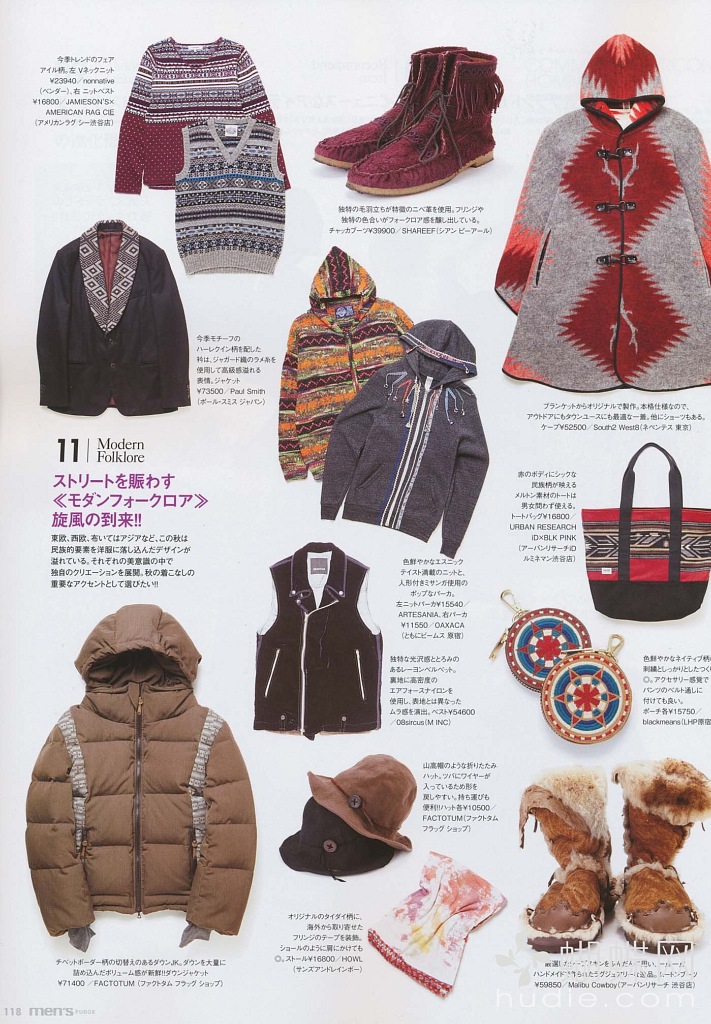 今季トレンドのフェア
アイル柄。左 Vネックニット
¥23940／nonnative
(ベンダー)、右 ニットベスト
¥16800／JAMIESON'S×
AMERICAN RAG CIE
(アメリカンラグ シー渋谷店)
独特の毛羽立ちが特徴のニベ革を使用。フリンジや
独特の色合いがフォークロア感を醸し出している。
チャッカブーツ¥39900／SHAREEF(シアン ピーアール)
今季モチーフの
ハーレクイン柄を配した
衿は、ジャガード織のラメ糸を
使用して高級感溢れる
表情。ジャケット
¥73500／Paul Smith
(ポール・スミス ジャパン)
ブランケットからオリジナルで製作。本格仕様なので、
アウトドアにもタウンユースにも最適な一着。他にショーツもある。
ケープ¥52500／South2 West8(ネペンテス 東京)
11 Modern
Folklore
ストリートを賑わす
≪モダンフォークロア≫
旋風の到来!!
東欧、西欧、布いてはアジアなど、この秋は
民族的要素を洋服に落し込んだデザインが
溢れている。それぞれの美意識の中で
独自のクリエーションを展開。秋の着こなしの
重要なアクセントとして選びたい!!
赤のボディにシックな
民族柄が映える
メルトン素材のトートは
男女問わず使える。
トートバッグ¥16800／
URBAN RESEARCH
iD×BLK PINK
(アーバンリサーチiD
ルミネマン渋谷店)
色鮮やかなエスニック
テイスト満載のニットと、
人形付きミサンガ使用の
ポップなパーカ。
左ニットパーカ¥15540／
ARTESANIA、右パーカ
¥11550／OAXACA
(ともにビームス 原宿)
独特な光沢感ととろみの
あるレーヨンベルベット。
裏地に高密度の
エアフォースナイロンを
使用し、表地とは異なった
ムラ感を演出。ベスト¥54600
／08sircus(M INC)
色鮮やかなネイティブ柄の
刺繍としっかりとしたつくり
◎。アクセサリー感覚で
パンツのベルト通しに
付けても良い。
ポーチ各¥15750／
blackmeans(LHP原宿
山高帽のような折りたたみ
ハット。ツバにワイヤーが
入っているため形を
戻しやすい。持ち運びも
便利!!ハット各¥10500／
FACTOTUM(ファクトタム
フラッグ ショップ)
オリジナルのタイダイ柄に、
海外から取り寄せた
フリンジのテープを装飾。
ショールのように肩にかけても
◎。ストール¥16800／HOWL
(サンズアンドレインボー)
チベットボーダー柄の切替えのあるダウンJK。ダウンを大量に
詰め込んだボリューム感が新鮮!!ダウンジャケット
¥71400／FACTOTUM (ファクトタム フラッグ ショップ)
ハンドメイドで作られたラグジュアリーな逸品。ムートンブーツ
¥59850／Malibu Cowboy(アーバンリサーチ 渋谷店)
蝴蝶网
hudie.com
118 men's FUDGE